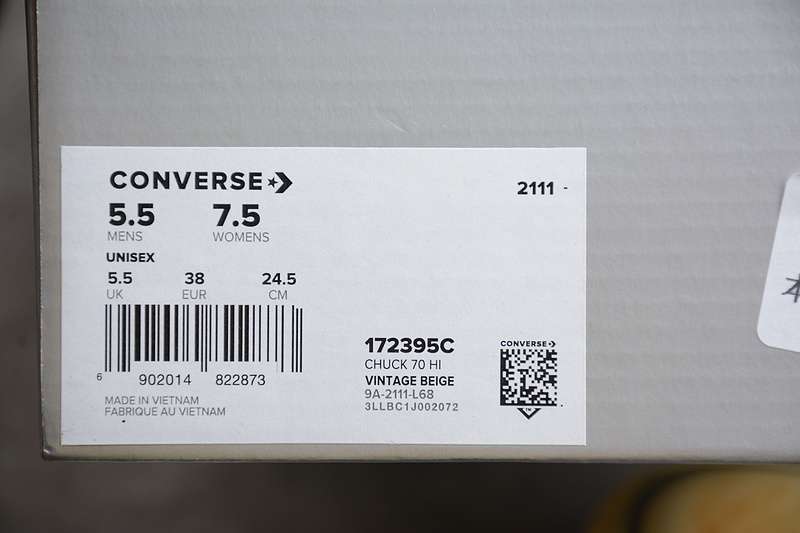 CONVERSE
2111 -
5.5 7.5
MENS WOMENS
UNISEX
5.5 38 24.5
UK EUR CM
6 902014 822873
MADE IN VIETNAM
FABRIQUE AU VIETNAM
172395C
CHUCK 70 HI
VINTAGE BEIGE
9A-2111-L68
3LLBC1J002072
CONVERSE
TM